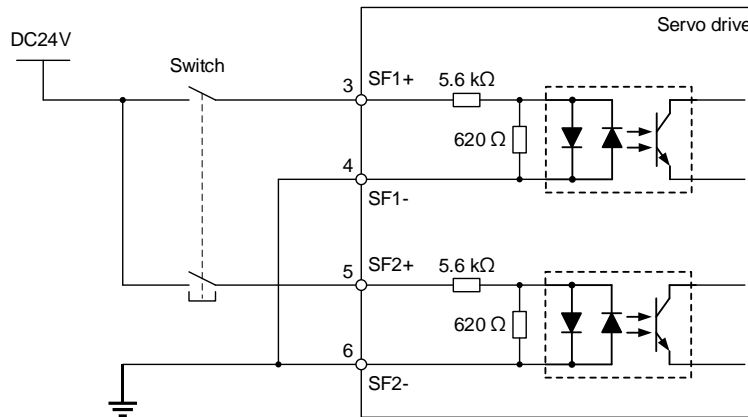 Servo drive
DC24V
Switch
3 SF1+ 5.6 kΩ
620 Ω
4
SF1-
5 SF2+ 5.6 kΩ
620 Ω
6
SF2-